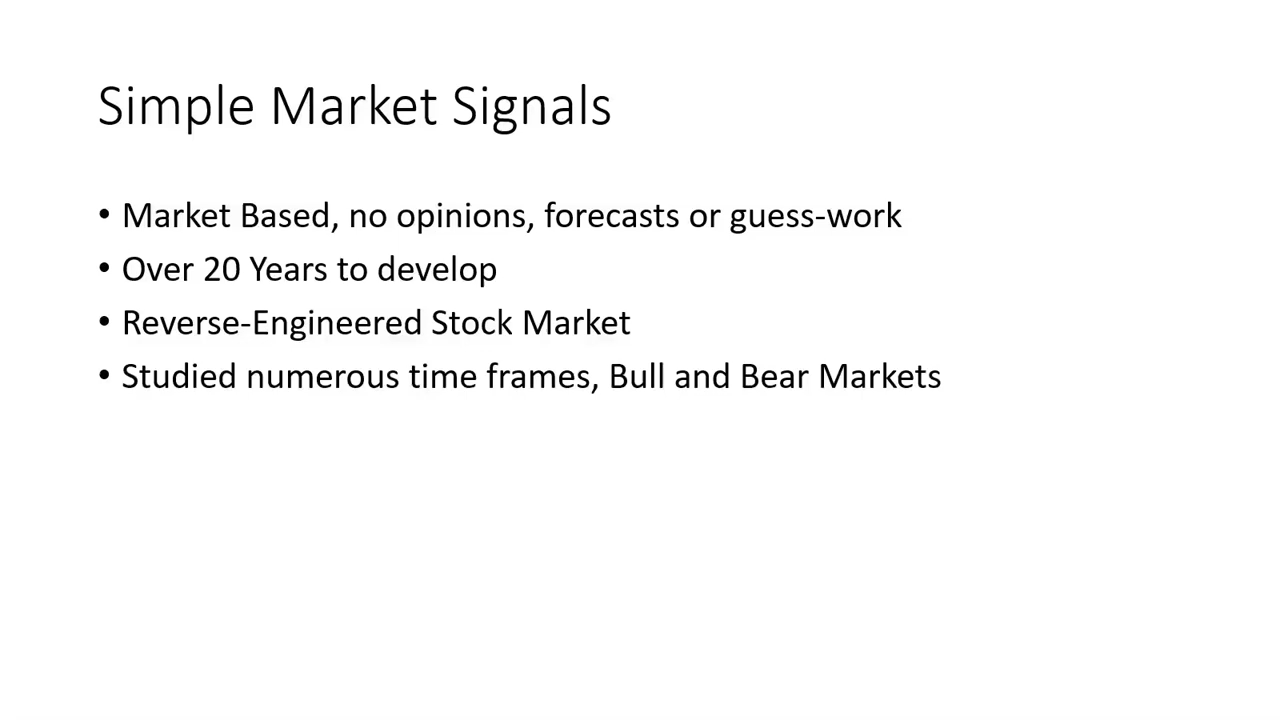 Simple Market Signals
• Market Based, no opinions, forecasts or guess-work
• Over 20 Years to develop
• Reverse-Engineered Stock Market
• Studied numerous time frames, Bull and Bear Markets